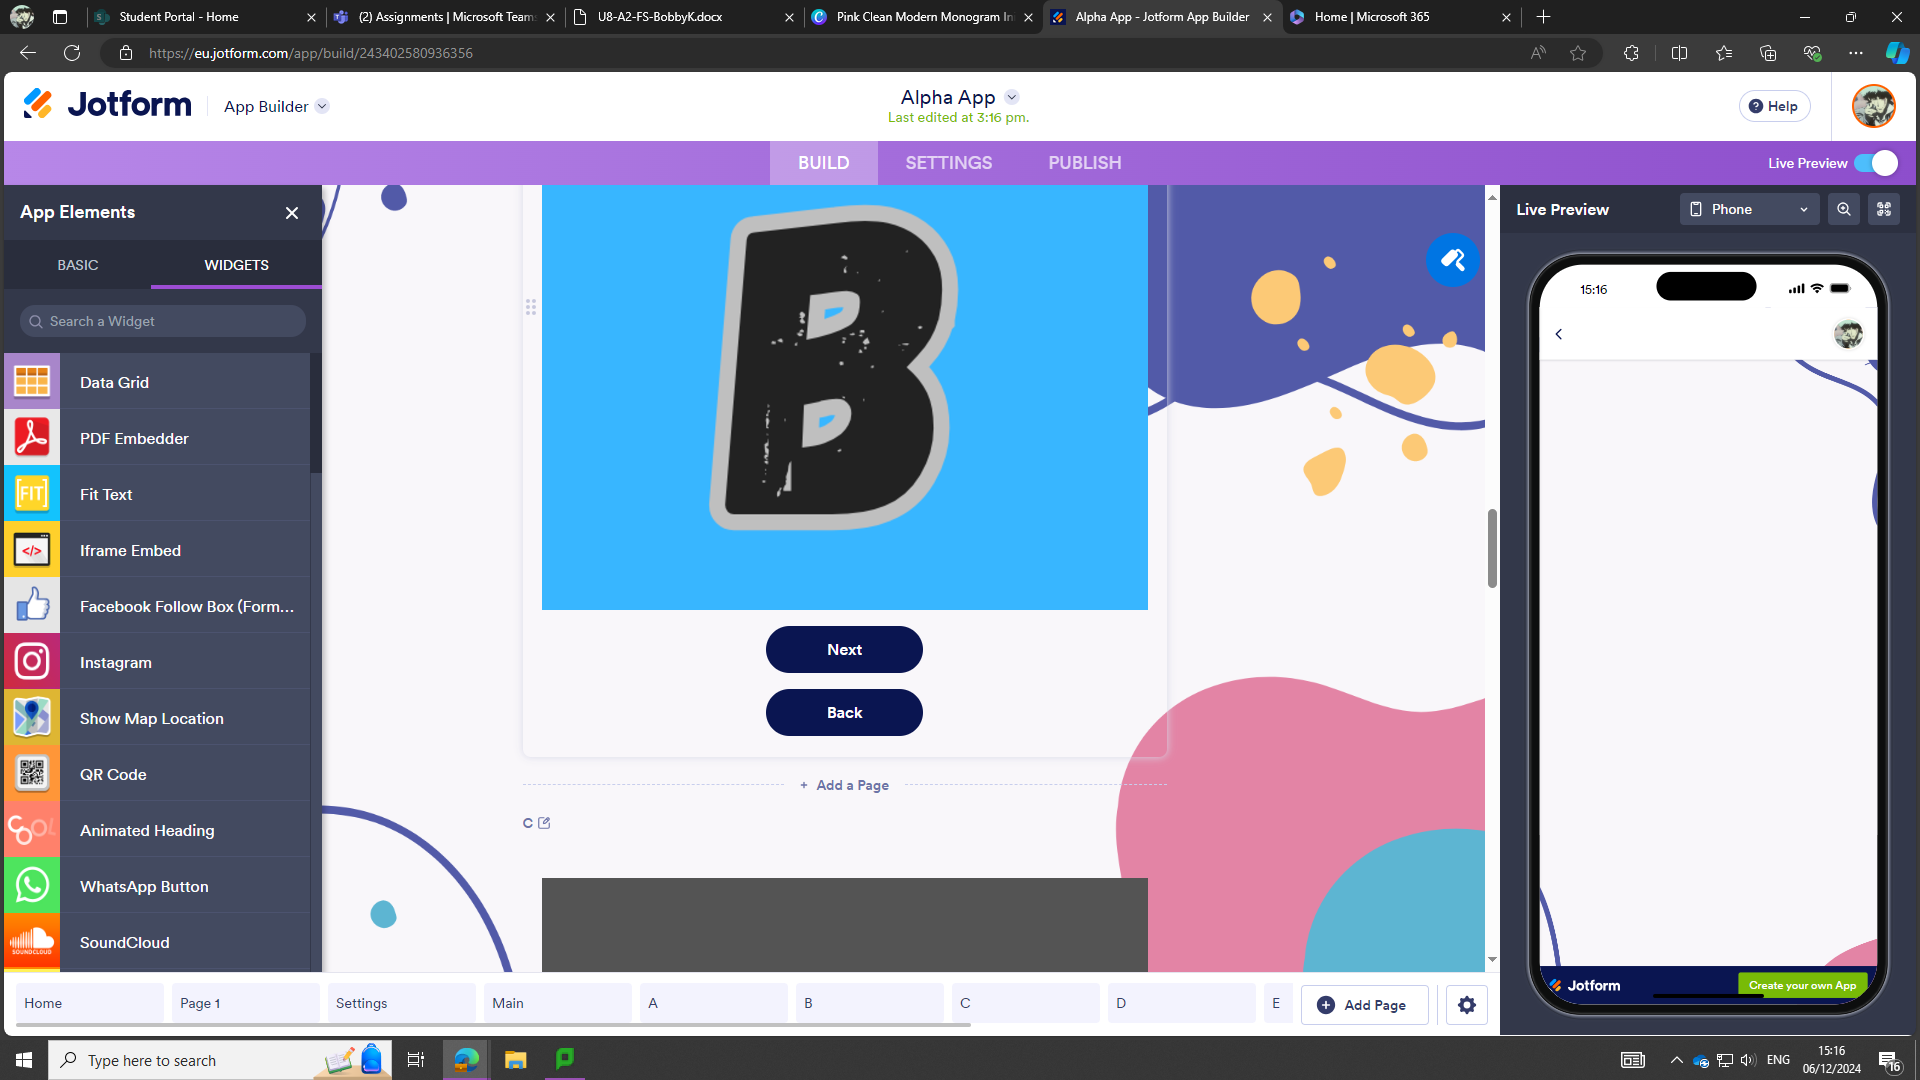 Student Portal - Home
(2) Assignments | Microsoft Teams
U8-A2-FS-BobbyK.docx
Pink Clean Modern Monogram In
Alpha App - Jotform App Builder
Home | Microsoft 365
https://eu.jotform.com/app/build/243402580936356
Jotform
App Builder
Alpha App
Last edited at 3:16 pm.
Help
BUILD
SETTINGS
PUBLISH
Live Preview
App Elements
BASIC
WIDGETS
Search a Widget
Data Grid
PDF Embedder
FIT
Fit Text
</>
Iframe Embed
Facebook Follow Box (Form...
Instagram
Show Map Location
QR Code
COOL
Animated Heading
WhatsApp Button
SOUNDCLOUD
SoundCloud
B
Next
Back
+ Add a Page
C
Live Preview
Phone
15:16
Jotform
Create your own App
Home
Page 1
Settings
Main
A
B
C
D
E
Add Page
Type here to search
ENG
15:16
06/12/2024
16